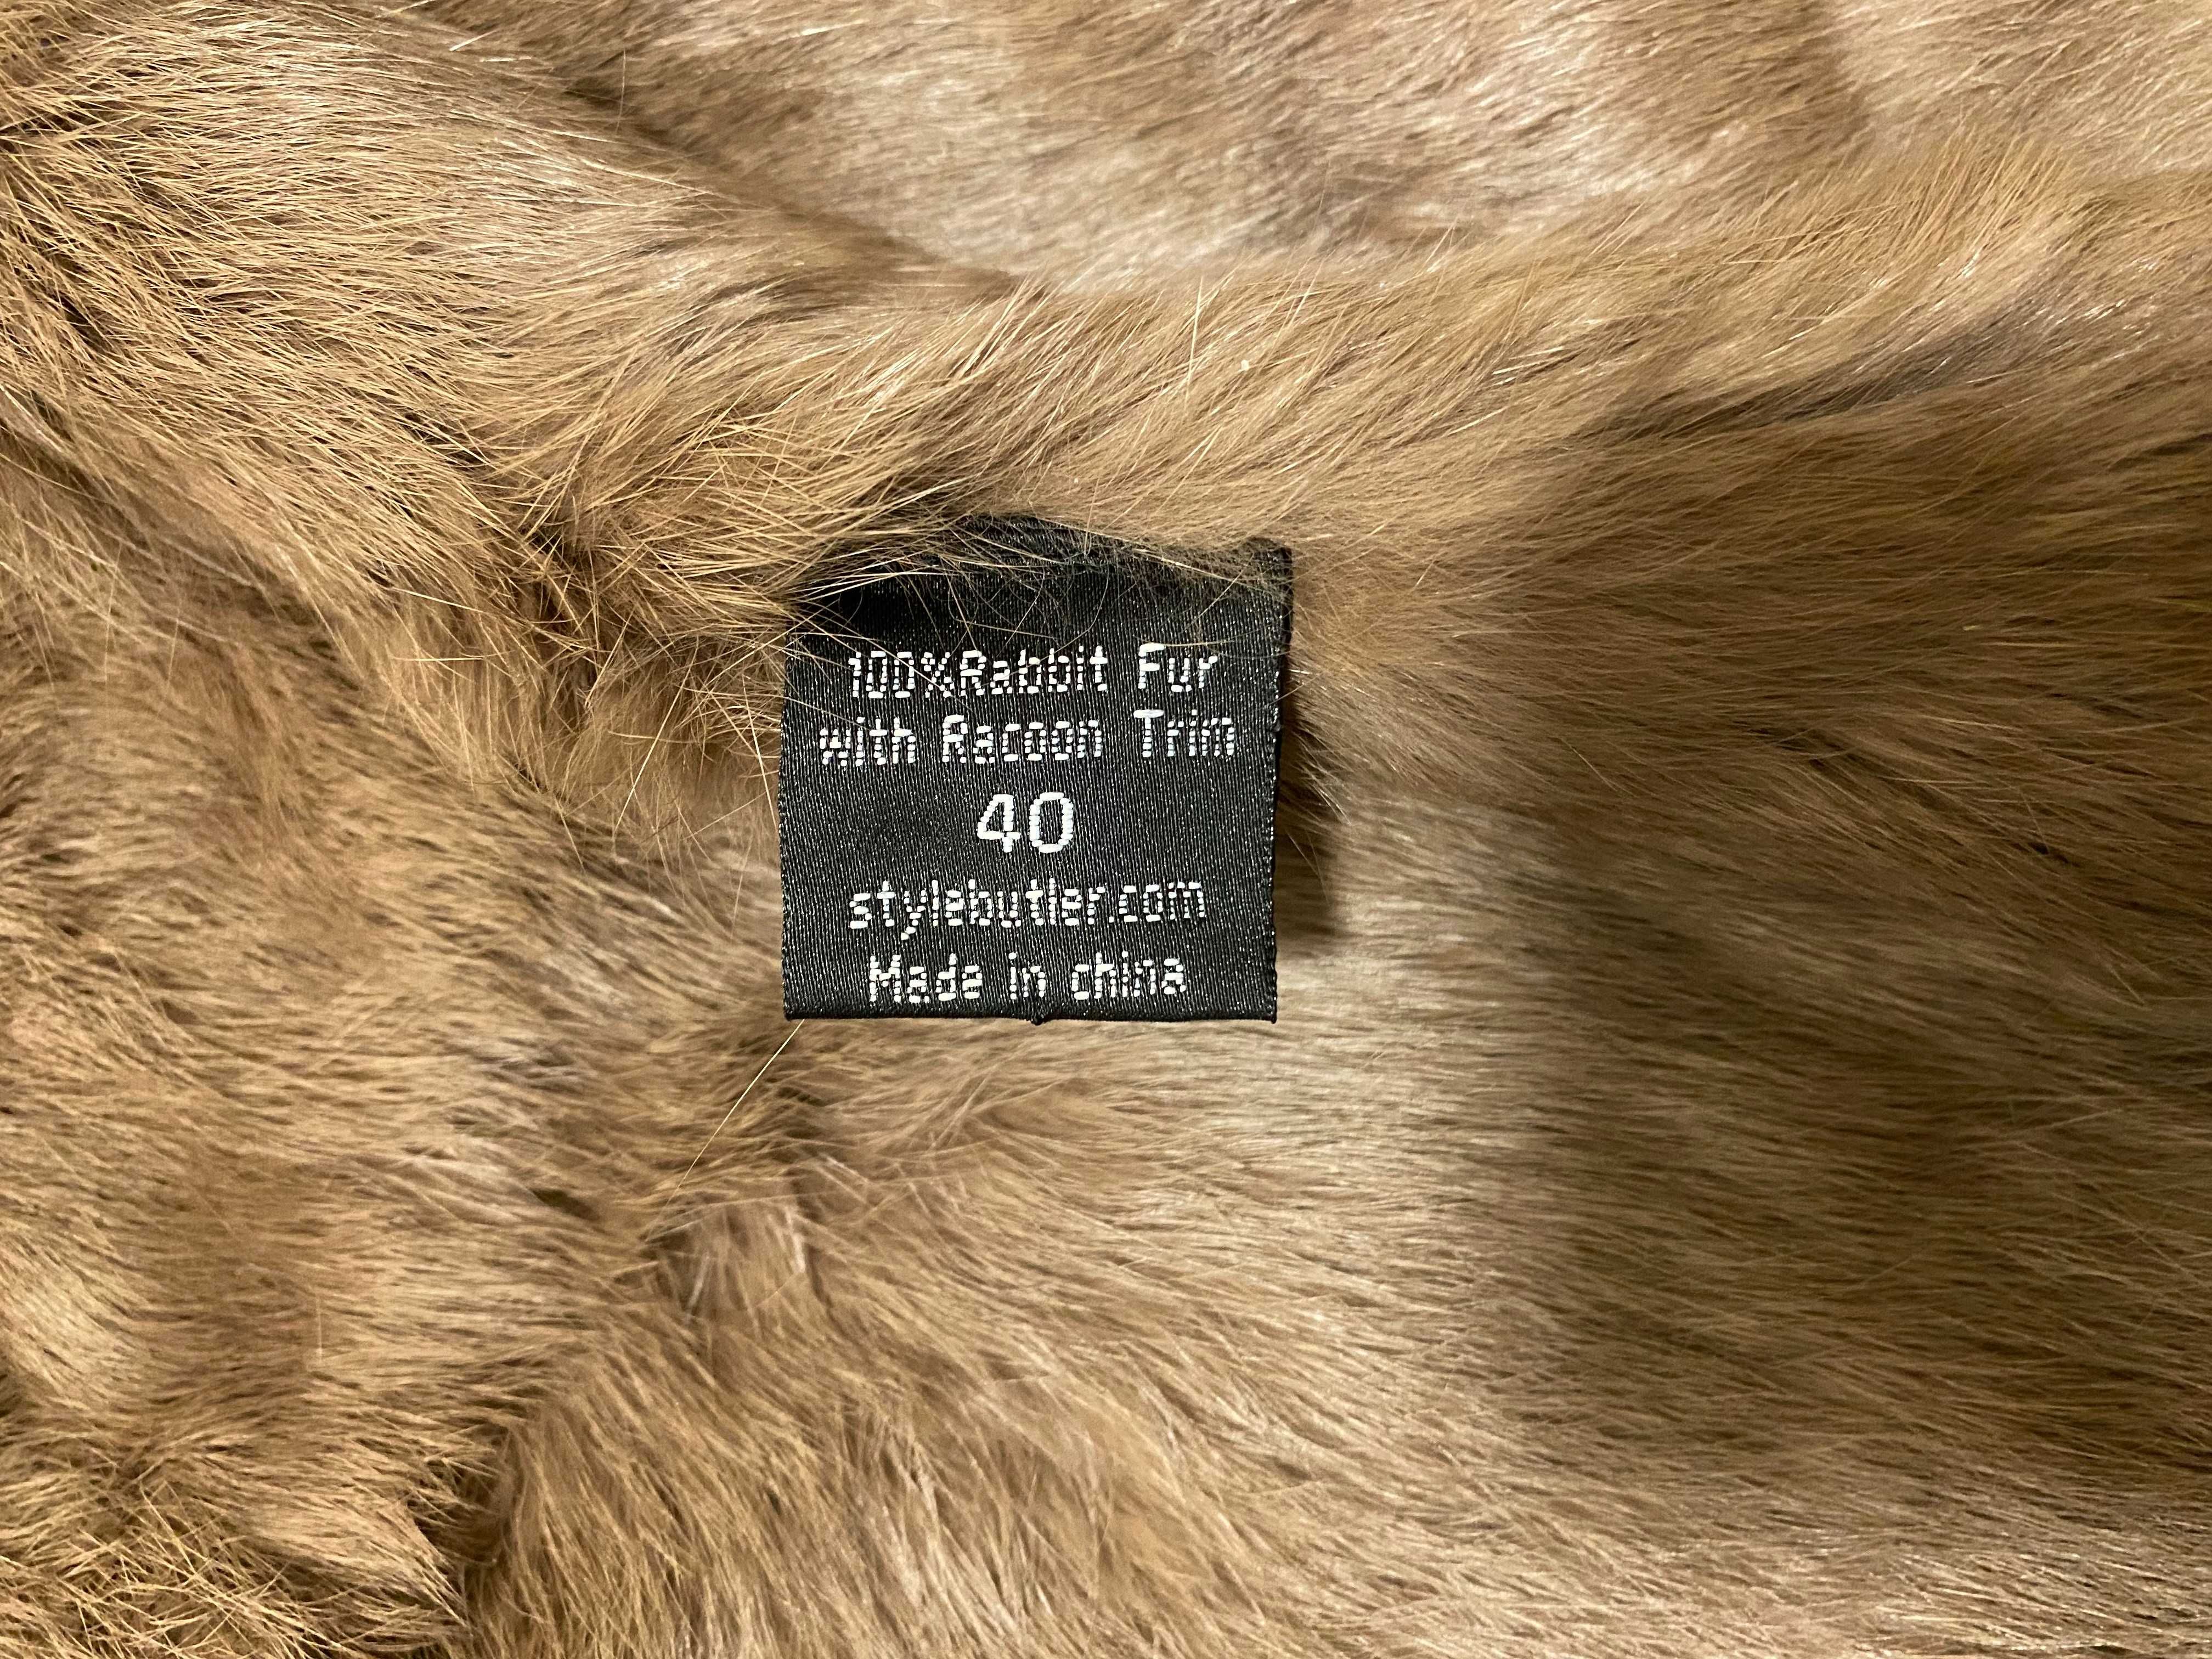 100%Rabbit Fur
with Racoon Trim
40
stylebutler.com
Made in china